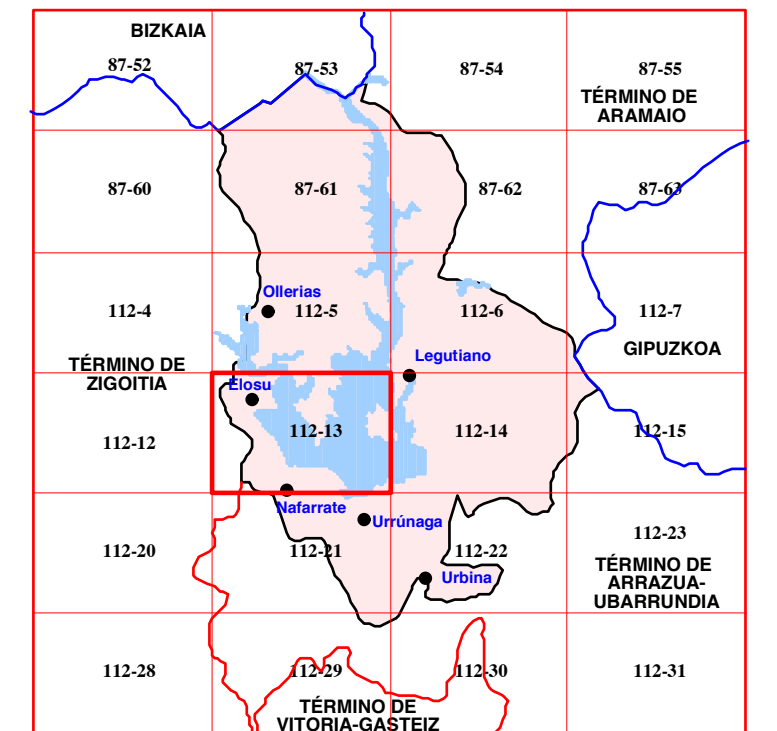 BIZKAIA
87-52
87-53
87-54
87-55
TÉRMINO DE
ARAMAIO
87-60
87-61
87-62
87-63
Ollerias
112-4
112-5
112-6
112-7
GIPUZKOA
Legutiano
TÉRMINO DE
ZIGOITIA
Elosu
112-12
112-13
112-14
112-15
Nafarrate
Urrúnaga
112-20
112-21
112-22
112-23
TÉRMINO DE
ARRAZUA-
UBARRUNDIA
Urbina
112-28
112-29
112-30
112-31
TÉRMINO DE
VITORIA-GASTEIZ